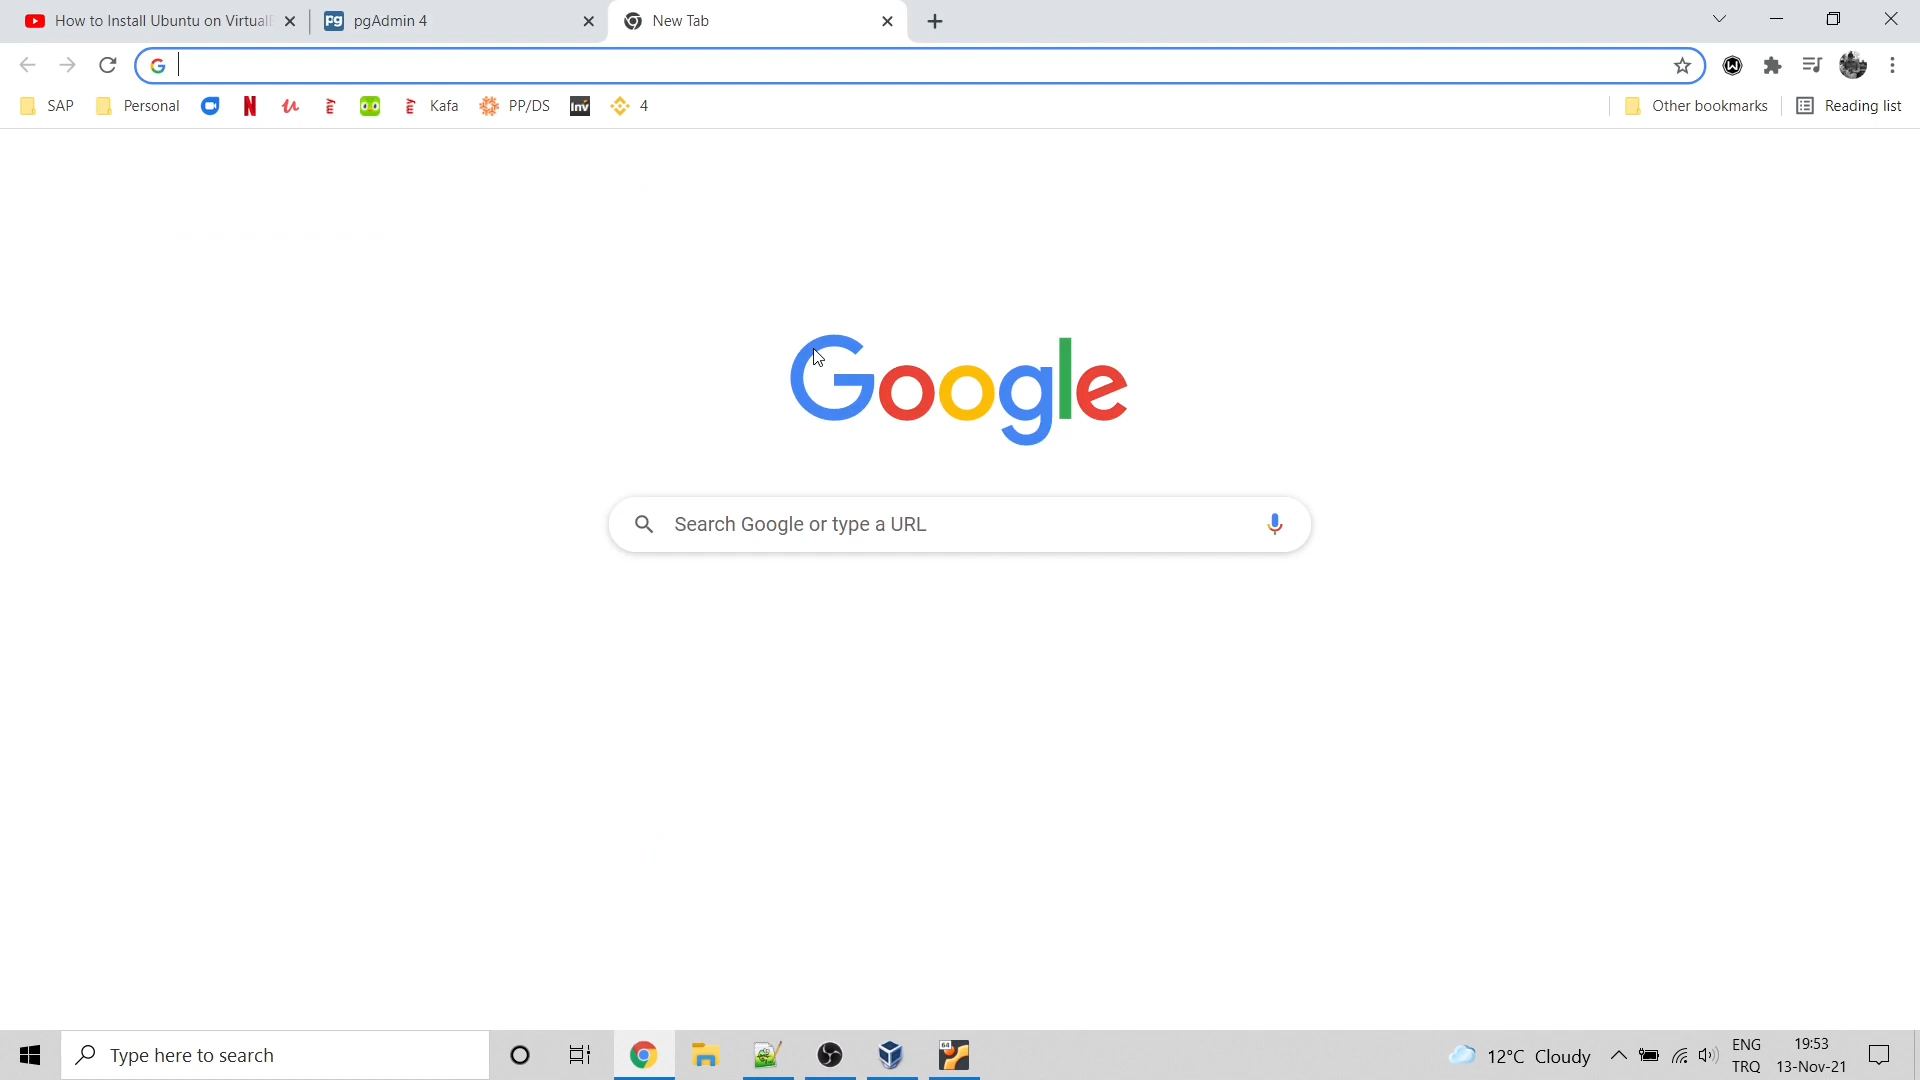 How to Install Ubuntu on Virtual
pgAdmin 4
New Tab
SAP
Personal
Kafa
PP/DS
Inv
4
Other bookmarks
Reading list
Google
Search Google or type a URL
Type here to search
64
12°C Cloudy
ENG
TRQ
19:53
13-Nov-21